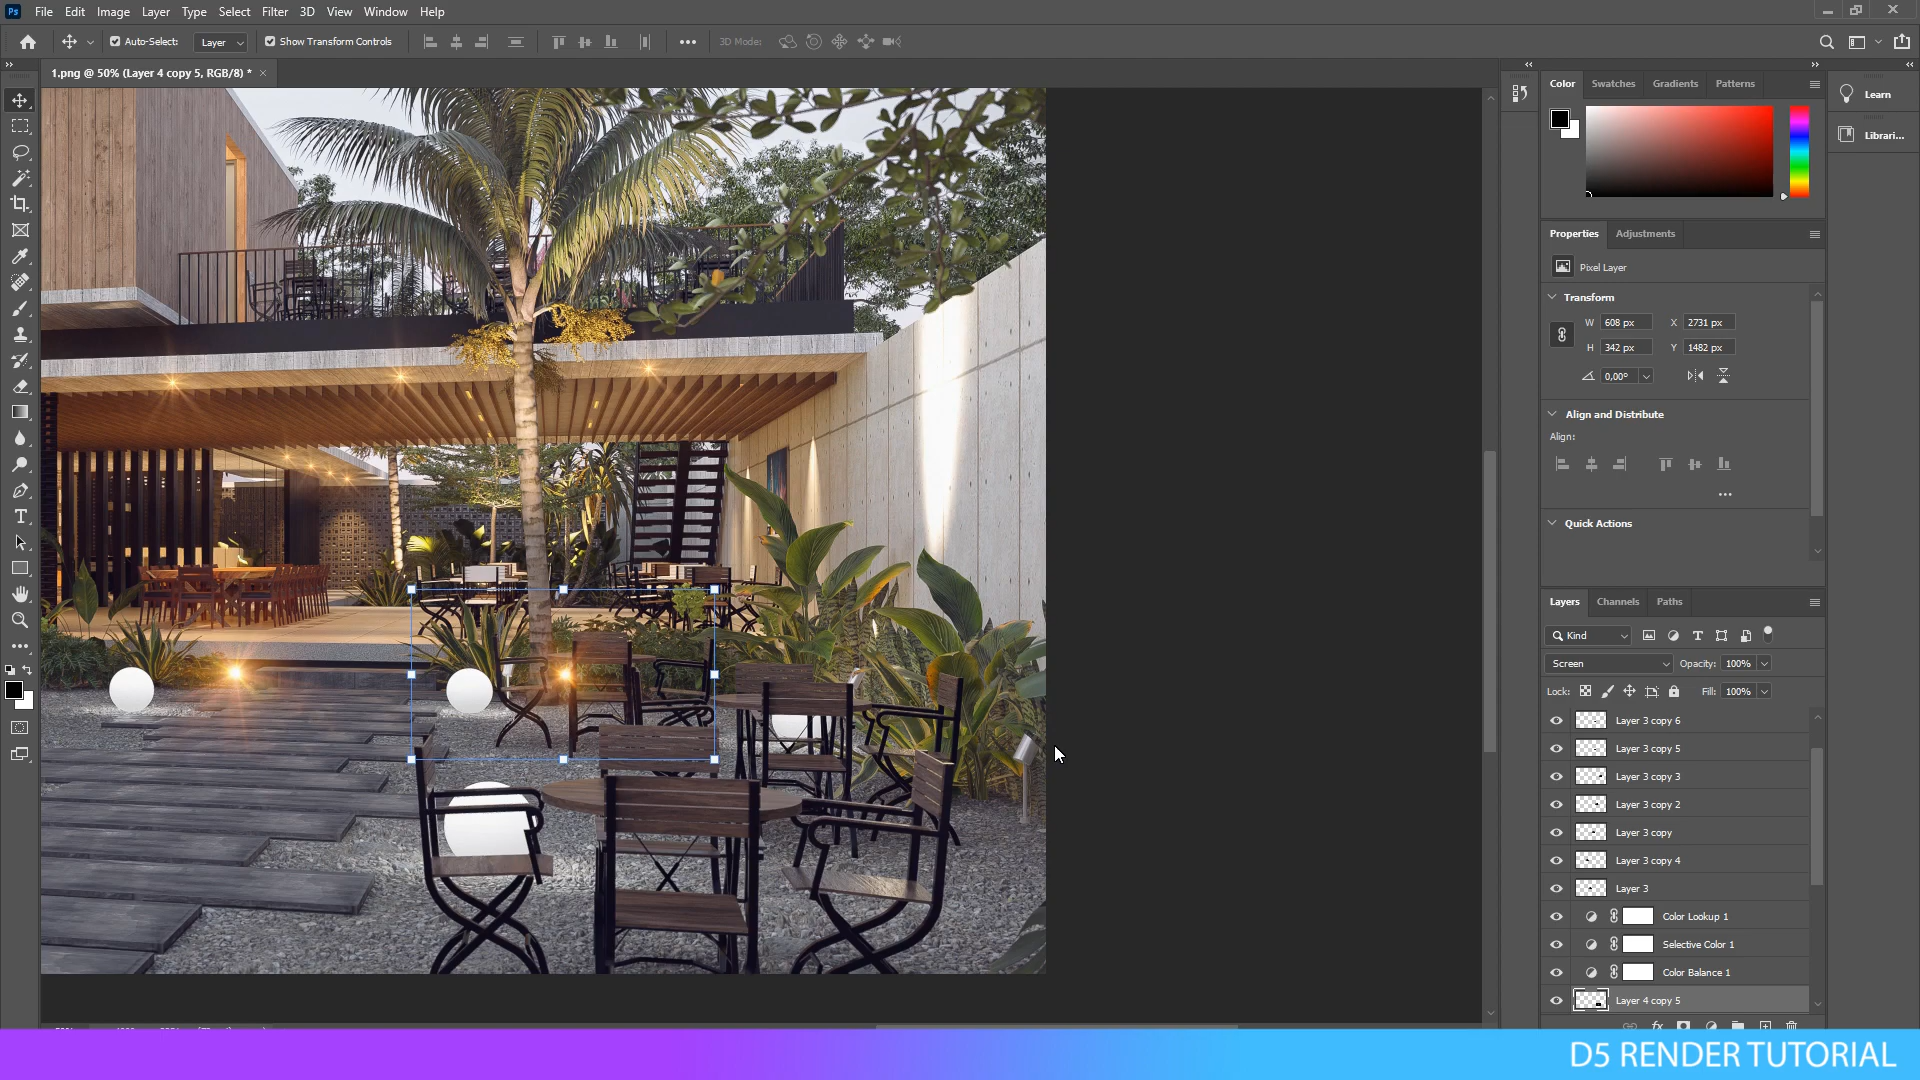 Ps File Edit Image Layer Type Select Filter 3D View Window Help
Auto-Select: Layer Show Transform Controls 3D Mode:
1.png @ 50% (Layer 4 copy 5, RGB/8) *
Color Swatches Gradients Patterns
Learn
Librari...
Properties Adjustments
Pixel Layer
Transform
W 608 px X 2731 px
H 342 px Y 1482 px
0,00°
Align and Distribute
Align:
Quick Actions
Layers Channels Paths
Kind
Screen Opacity: 100%
Lock: Fill: 100%
Layer 3 copy 6
Layer 3 copy 5
Layer 3 copy 3
Layer 3 copy 2
Layer 3 copy
Layer 3 copy 4
Layer 3
Color Lookup 1
Selective Color 1
Color Balance 1
Layer 4 copy 5
fx
D5 RENDER TUTORIAL